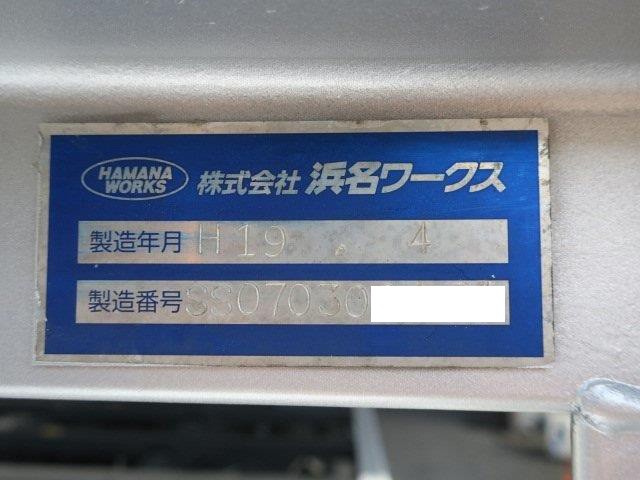 HAMANA
WORKS
株式会社 浜名ワークス
製造年月 H19 . 4
製造番号 SS07030